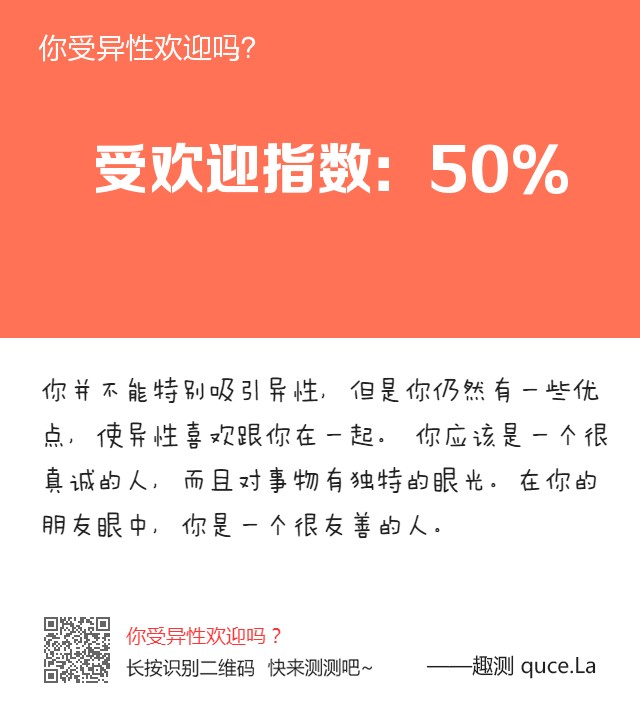 你受异性欢迎吗?
受欢迎指数: 50%
你并不能特别吸引异性, 但是你仍然有一些优
点, 使异性喜欢跟你在一起。 你应该是一个很
真诚的人, 而且对事物有独特的眼光。在你的
朋友眼中, 你是一个很友善的人。
你受异性欢迎吗？
长按识别二维码 快来测测吧~
——趣测 quce.La